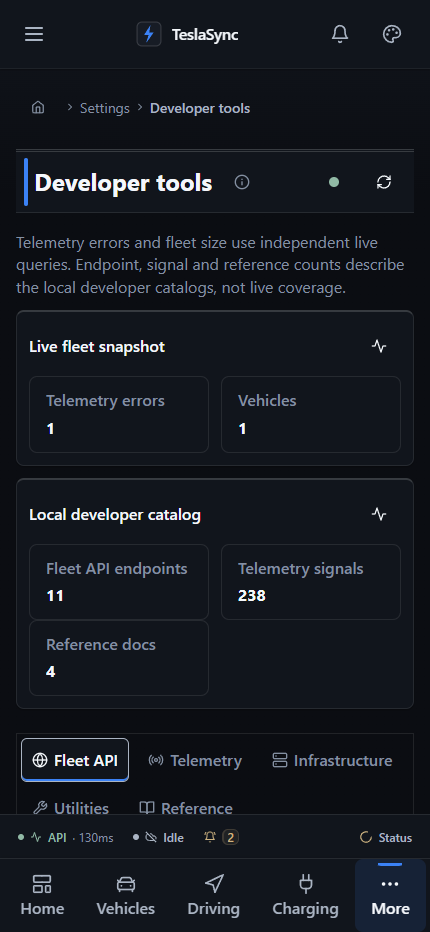 TeslaSync
Settings
Developer tools
Developer tools
Telemetry errors and fleet size use independent live
queries. Endpoint, signal and reference counts describe
the local developer catalogs, not live coverage.
Live fleet snapshot
Telemetry errors
1
Vehicles
1
Local developer catalog
Fleet API endpoints
11
Telemetry signals
238
Reference docs
4
Fleet API
Telemetry
Infrastructure
Utilities
Reference
API · 130ms
Idle
2
Status
Home
Vehicles
Driving
Charging
More